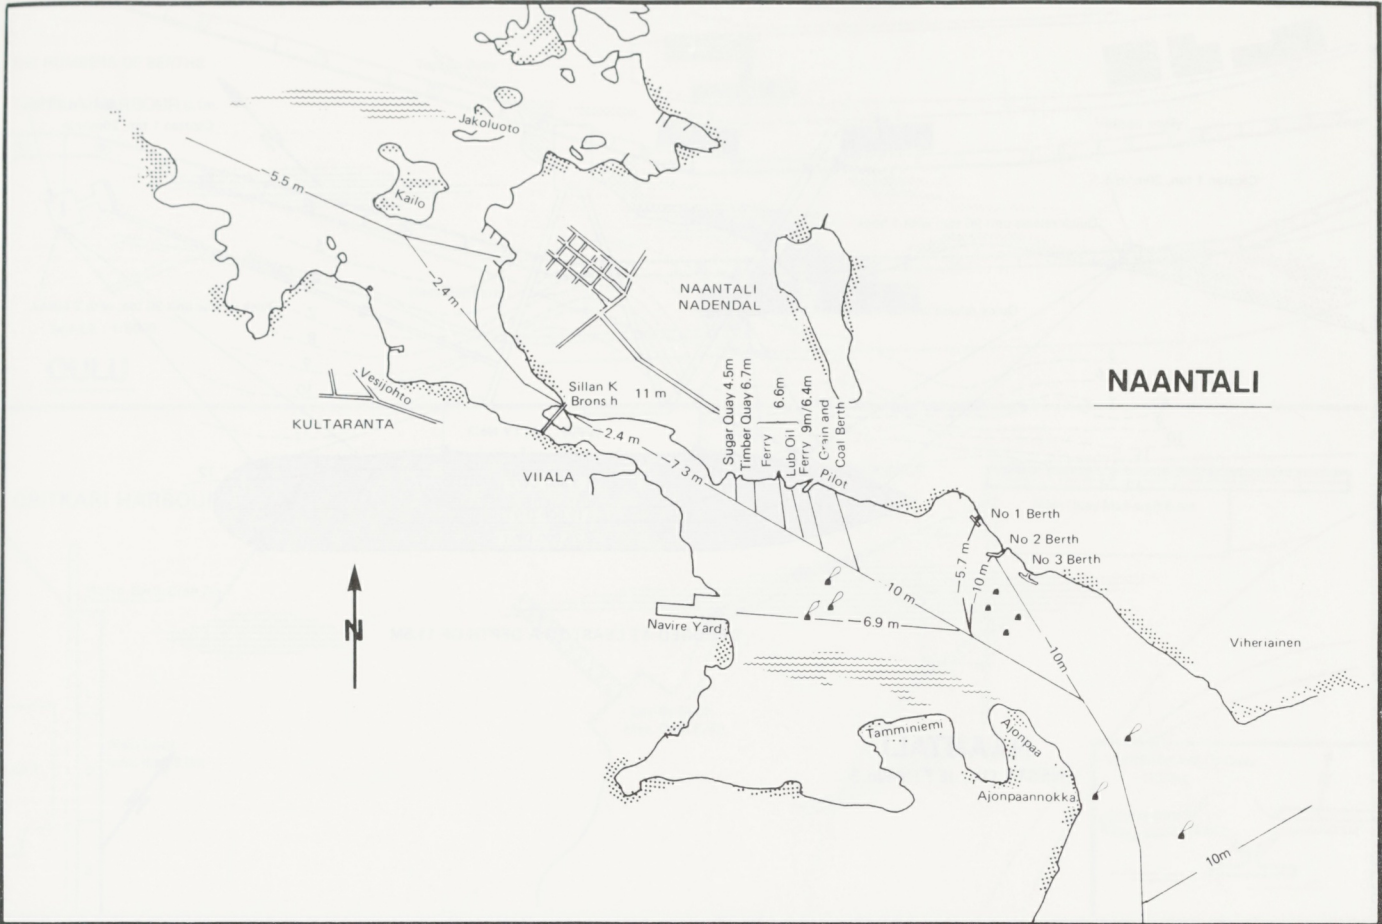 Jakoluoto
5.5 m
Kailo
2.4 m
NAANTALI
NADENDAL
NAANTALI
Vesijohto
KULTARANTA
Sillan K
Brons h
11 m
Sugar Quay 4.5m
Timber Quay 6.7m
Ferry
6.6m
Lub Oil
Ferry 9m/6.4m
Grain and
Coal Berth
Pilot
2.4 m
7.3 m
VIIALA
No 1 Berth
No 2 Berth
No 3 Berth
5.7 m
10 m
10 m
N
Navire Yard
6.9 m
10m
Viheriainen
Tamminiemi
Ajonpaa
Ajonpaannokka
10m